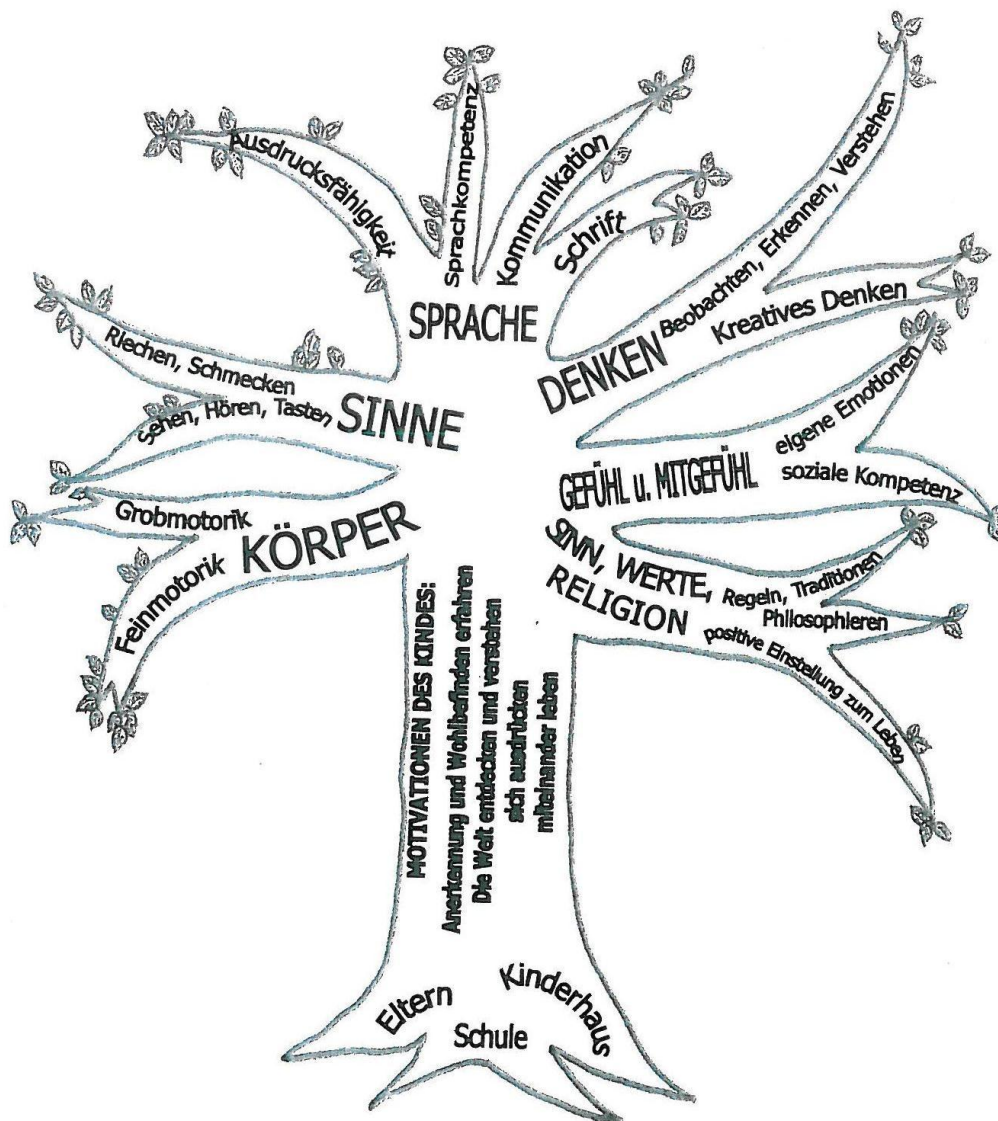 Ausdrucksfähigkeit
Sprachkompetenz
Kommunikation
Schrift
SPRACHE
Beobachten, Erkennen, Verstehen
Kreatives Denken
DENKEN
Riechen, Schmecken
Sehen, Hören, Tasten,
SINNE
eigene Emotionen
soziale Kompetenz
GEFÜHL u. MITGEFÜHL
Grobmotorik
Feinmotorik
KÖRPER
SINN, WERTE,
RELIGION
Regeln, Traditionen
Philosophieren
positive Einstellung zum Leben
MOTIVATIONEN DES KINDES:
Anerkennung und Wohlbefinden erfahren
Die Welt entdecken und verstehen
sich ausdrücken
miteinander leben
Eltern
Schule
Kinderhaus